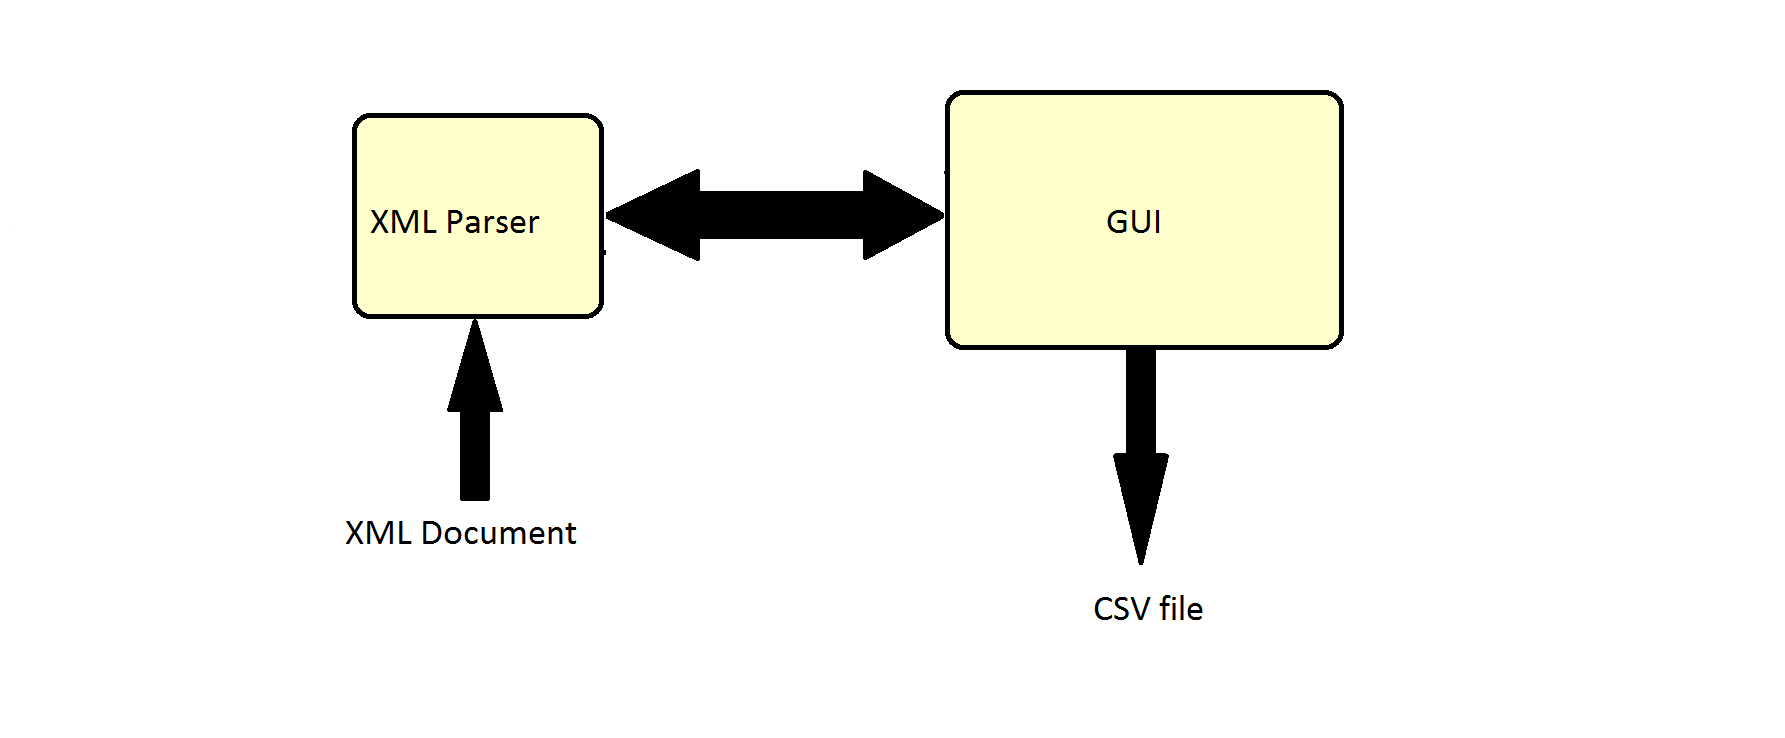 XML Parser
GUI
XML Document
CSV file